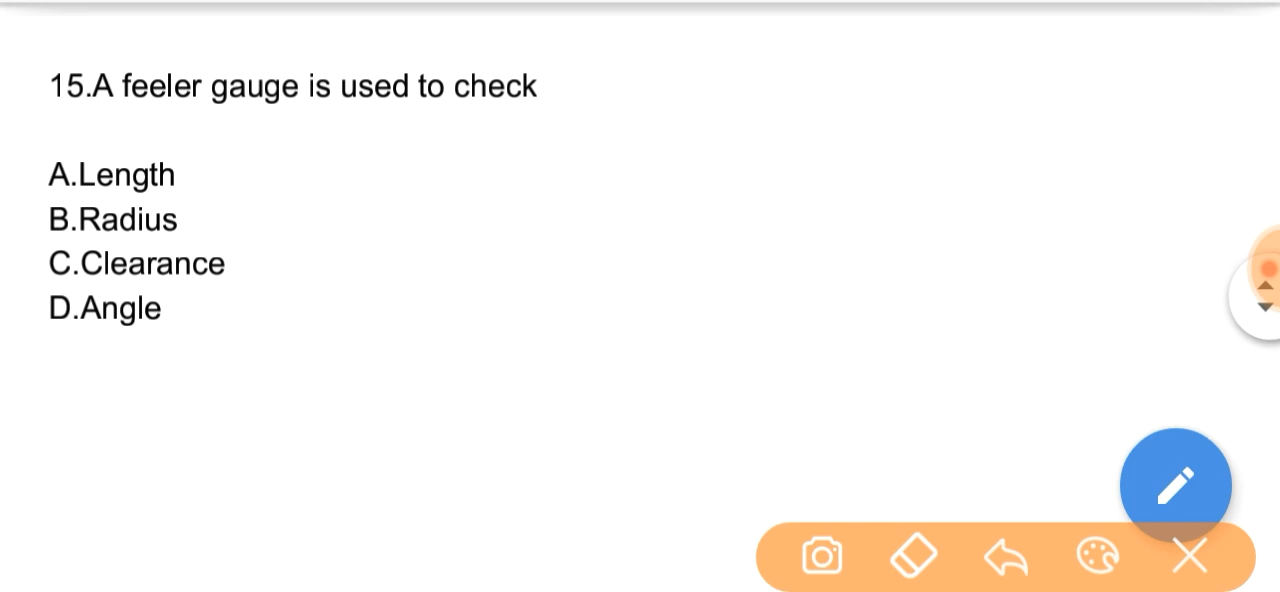 15.A feeler gauge is used to check
A.Length
B.Radius
C.Clearance
D.Angle